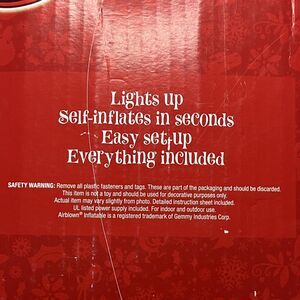 Lights up
Self-inflates in seconds
Easy set-up
Everything included
SAFETY WARNING: Remove all plastic fasteners and tags. These are part of the packaging and should be discarded.
This item is not a toy and should be used for decorative purposes only.
Actual item may vary slightly from photo. Detailed instruction sheet included.
UL listed power supply included. For indoor and outdoor use.
Airblown® Inflatable is a registered trademark of Gemmy Industries Corp.